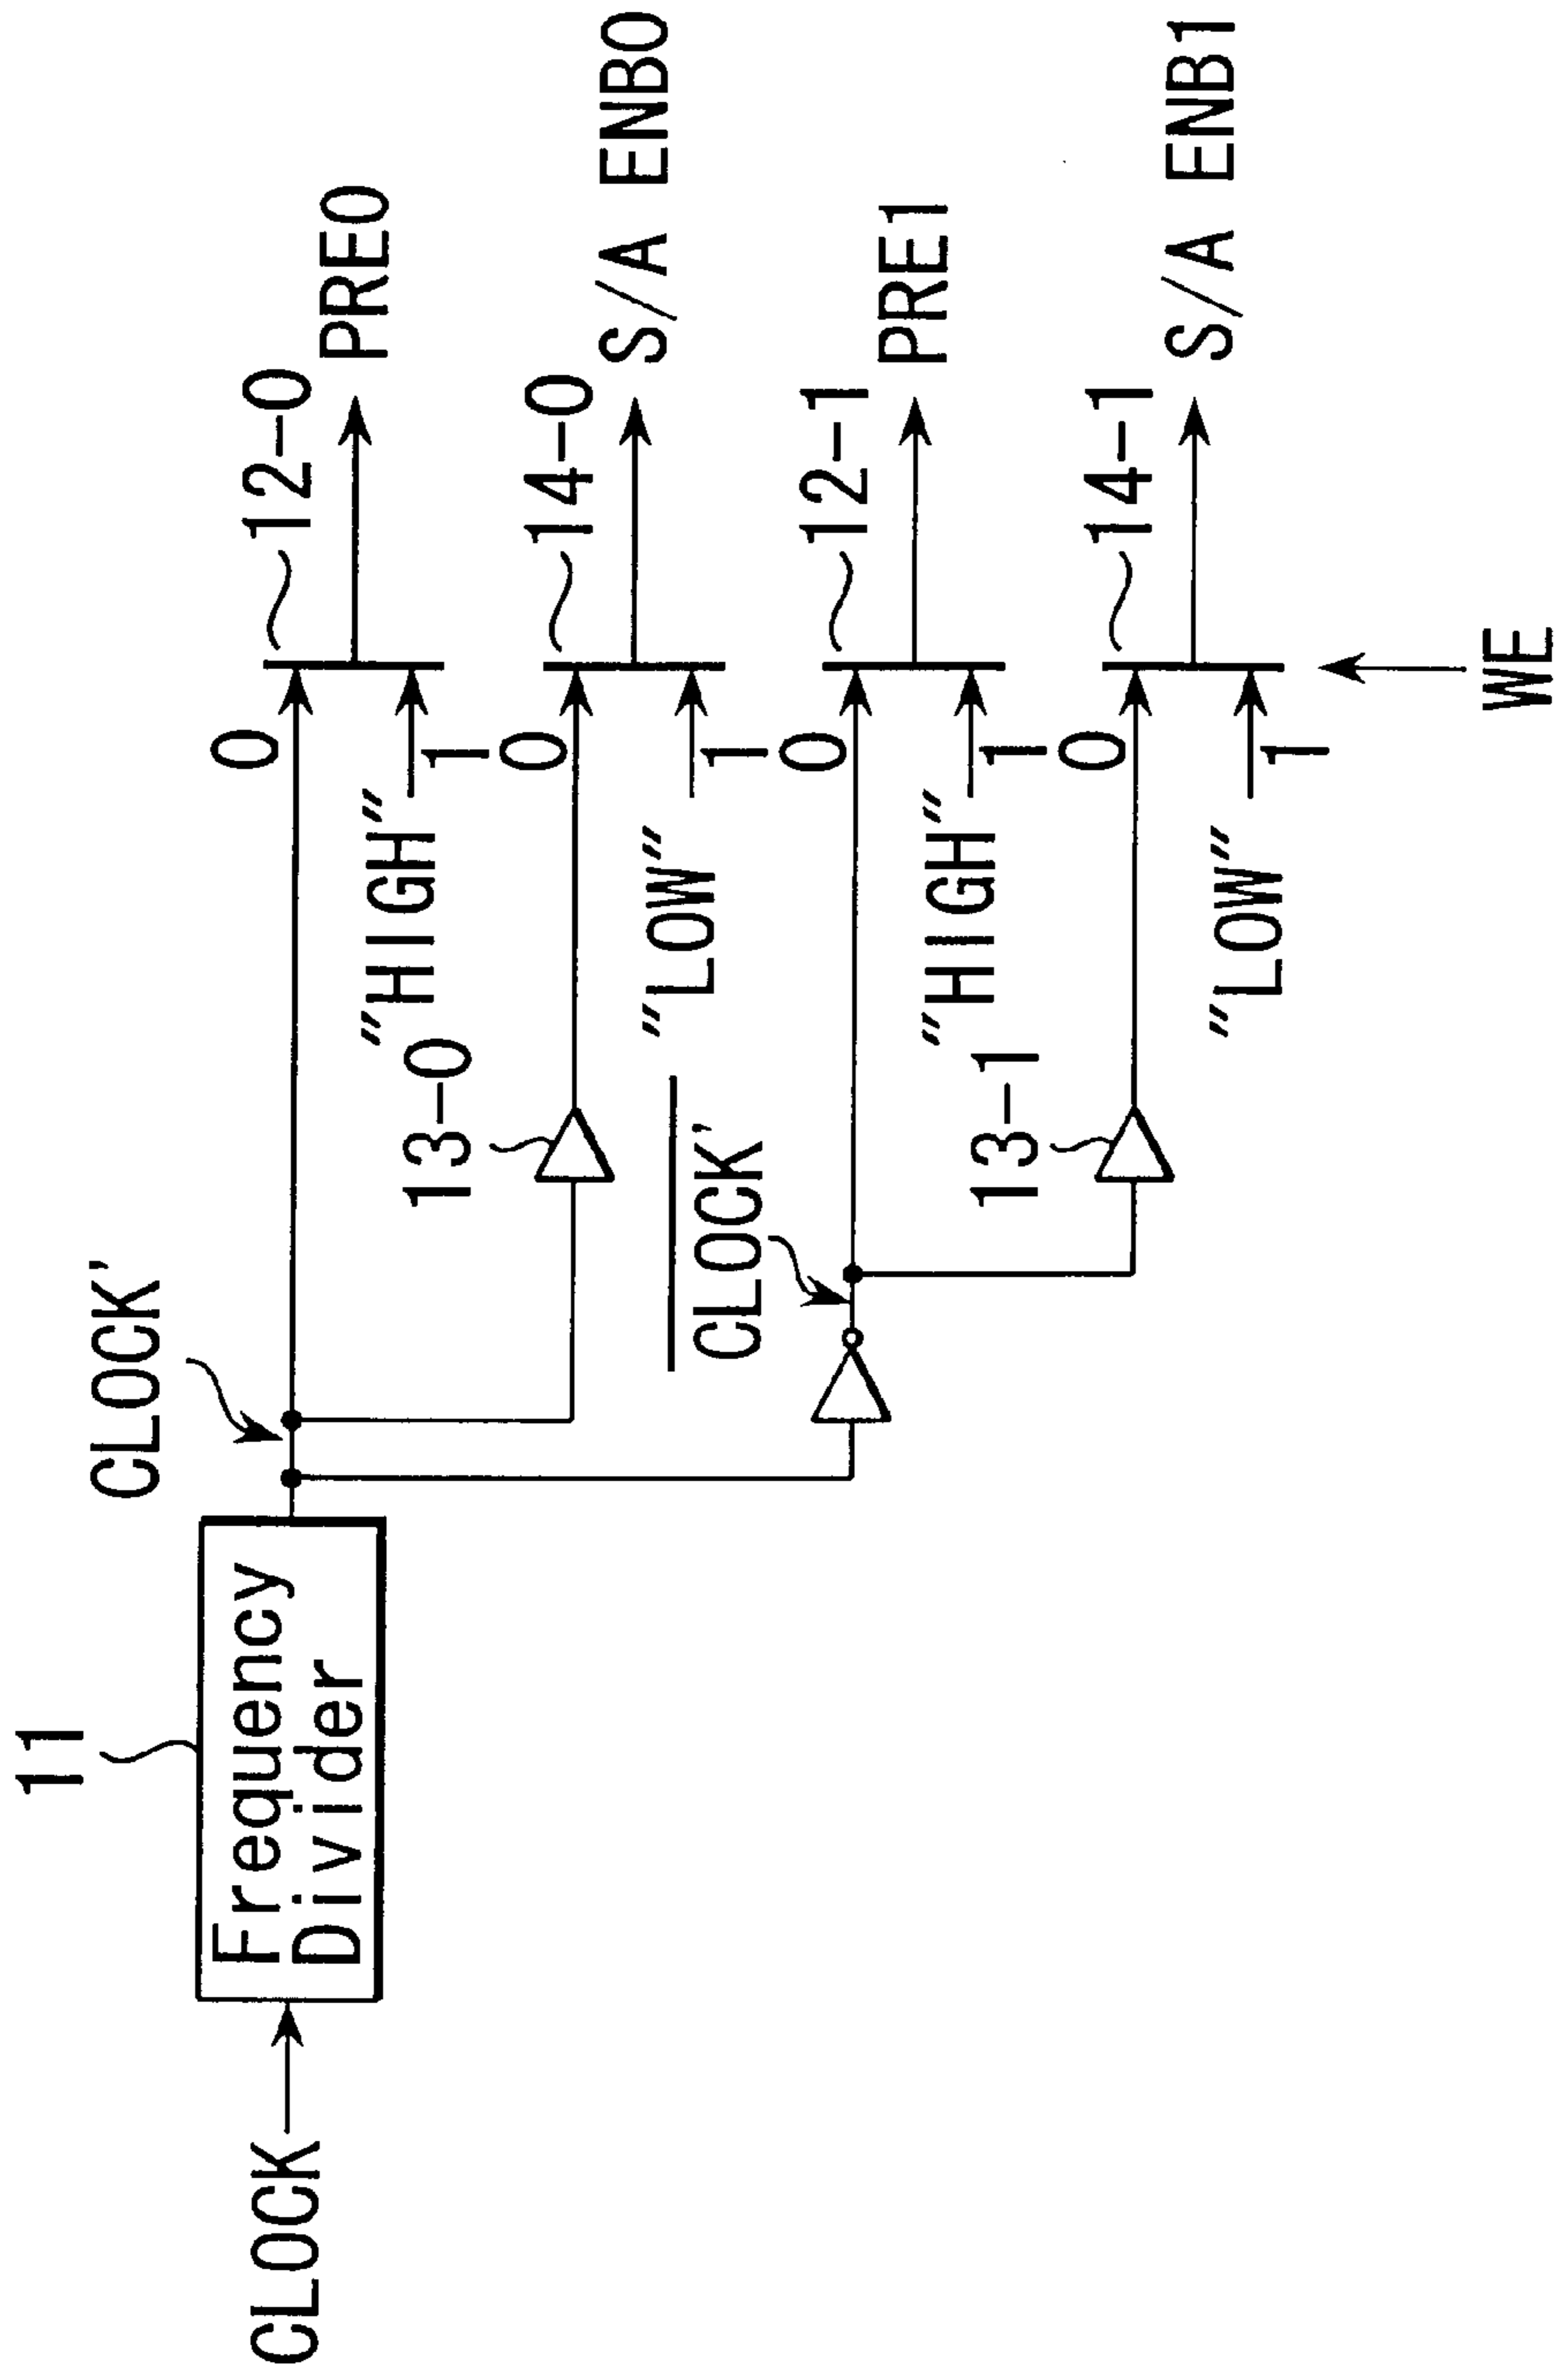 11
CLOCK
Frequency
Divider
CLOCK'
0
12-0
PRE0
"HIGH"
1
13-0
0
14-0
S/A ENB0
"LOW"
1
CLOCK'
0
12-1
PRE1
"HIGH"
1
13-1
0
14-1
S/A ENB1
"LOW"
1
WE